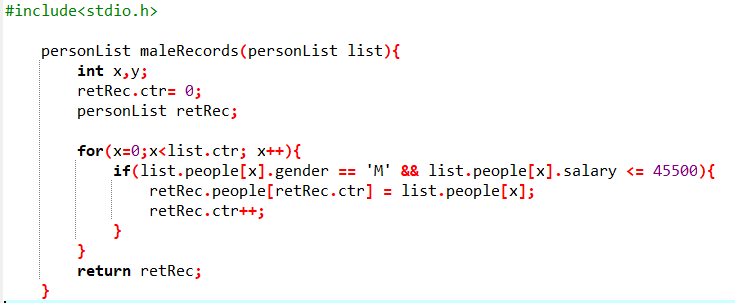 #include<stdio.h>
personList maleRecords(personList list){
int x,y;
retRec.ctr= 0;
personList retRec;
for(x=0;x<list.ctr; x++){
if(list.people[x].gender == 'M' && list.people[x].salary <= 45500){
retRec.people[retRec.ctr] = list.people[x];
retRec.ctr++;
}
}
return retRec;
}